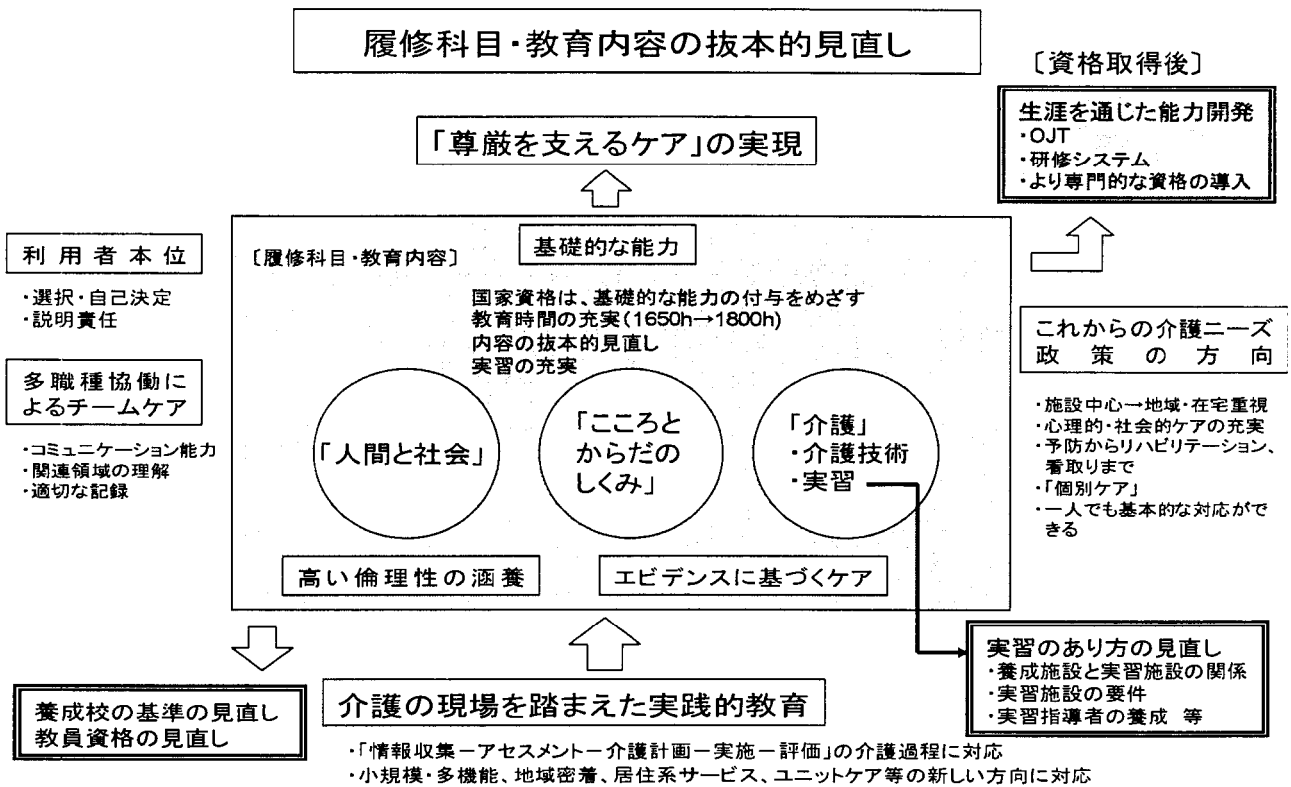 履修科目・教育内容の抜本的見直し
〔資格取得後〕
生涯を通じた能力開発
・OJT
・研修システム
・より専門的な資格の導入
「尊厳を支えるケア」の実現
利用者本位
・選択・自己決定
・説明責任
多職種協働に
よるチームケア
・コミュニケーション能力
・関連領域の理解
・適切な記録
〔履修科目・教育内容〕
基礎的な能力
国家資格は、基礎的な能力の付与をめざす
教育時間の充実(1650h→1800h)
内容の抜本的見直し
実習の充実
「人間と社会」
「こころと
からだの
しくみ」
「介護」
・介護技術
・実習
高い倫理性の涵養
エビデンスに基づくケア
これからの介護ニーズ
政策の方向
・施設中心→地域・在宅重視
・心理的・社会的ケアの充実
・予防からリハビリテーション、
看取りまで
・「個別ケア」
・一人でも基本的な対応がで
きる
養成校の基準の見直し
教員資格の見直し
介護の現場を踏まえた実践的教育
・「情報収集－アセスメント－介護計画－実施－評価」の介護過程に対応
・小規模・多機能、地域密着、居住系サービス、ユニットケア等の新しい方向に対応
実習のあり方の見直し
・養成施設と実習施設の関係
・実習施設の要件
・実習指導者の養成 等